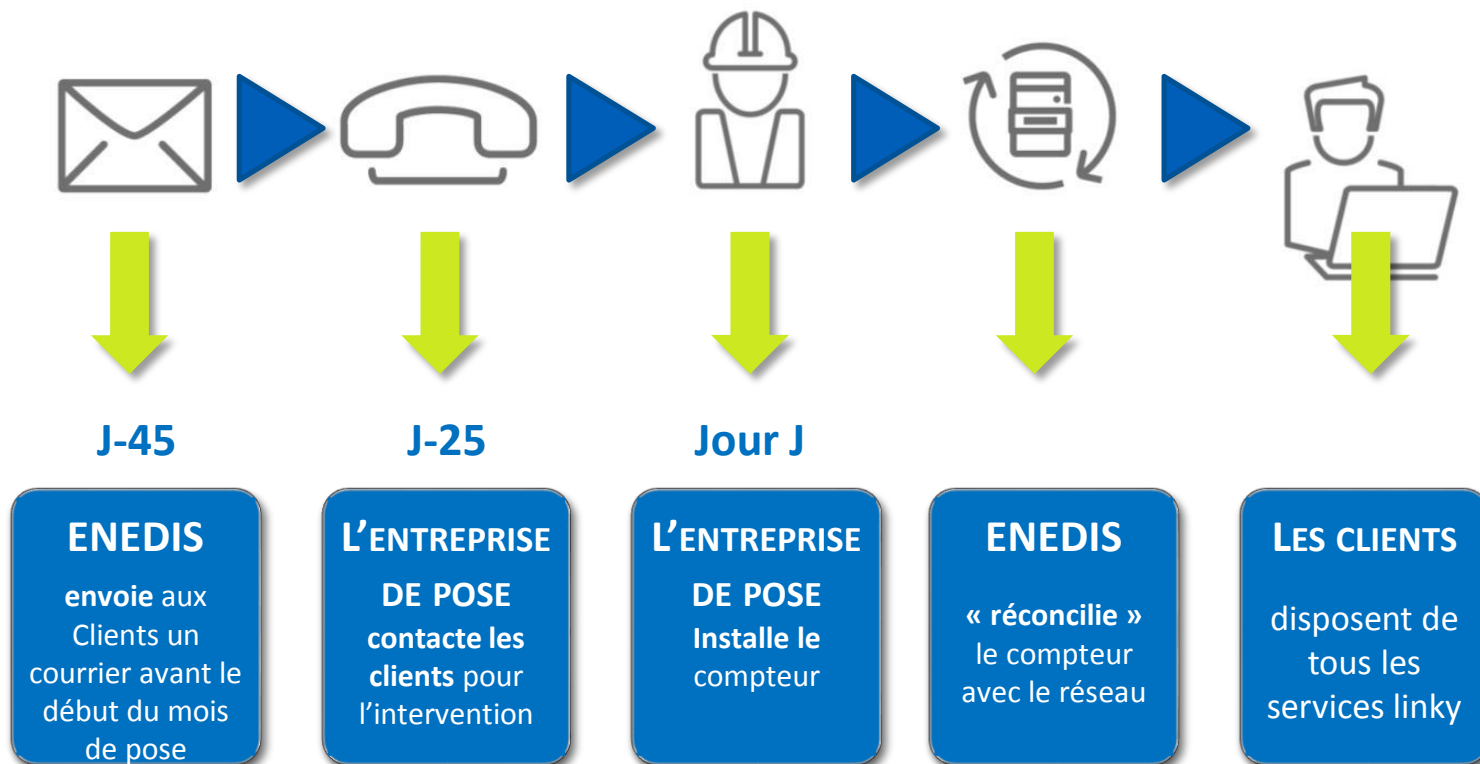 J-45
J-25
Jour J
ENEDIS
envoie aux
Clients un
courrier avant le
début du mois
de pose
L'ENTREPRISE
DE POSE
contacte les
clients pour
l'intervention
L'ENTREPRISE
DE POSE
Installe le
compteur
ENEDIS
« réconcilie »
le compteur
avec le réseau
LES CLIENTS
disposent de
tous les
services linky